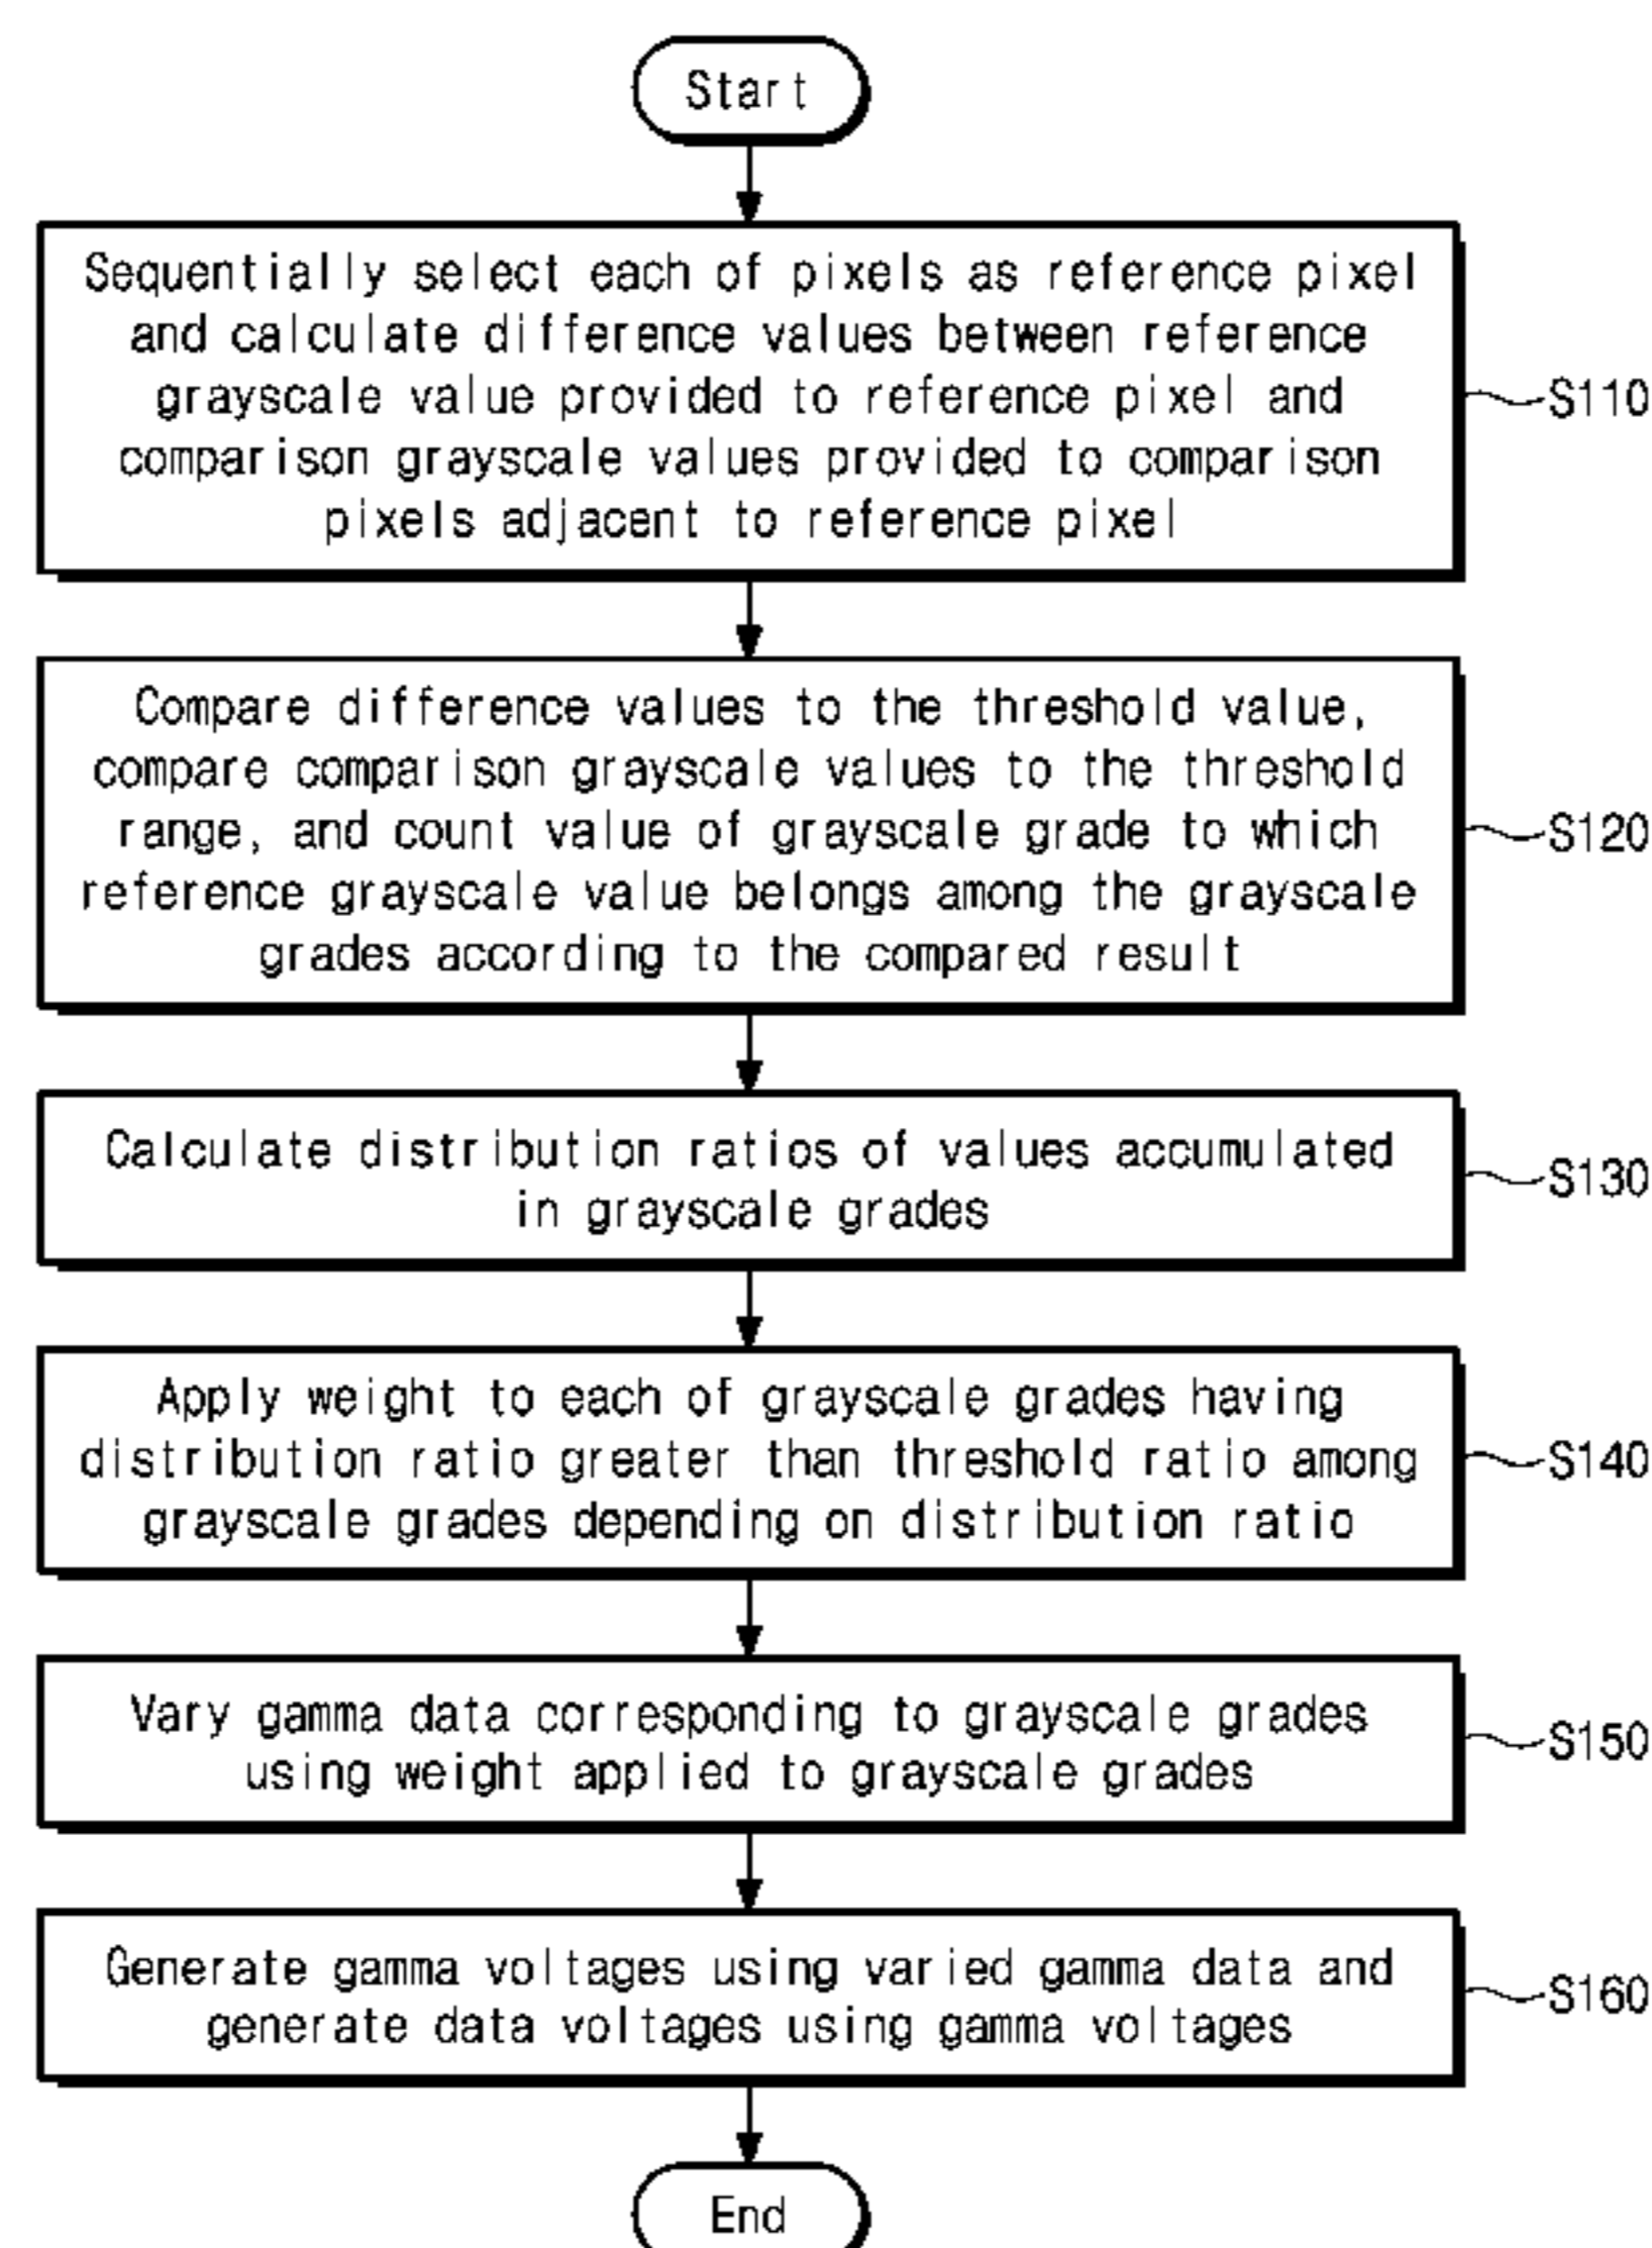 Start
Sequentially select each of pixels as reference pixel
and calculate difference values between reference
grayscale value provided to reference pixel and
comparison grayscale values provided to comparison
pixels adjacent to reference pixel
S110
Compare difference values to the threshold value,
compare comparison grayscale values to the threshold
range, and count value of grayscale grade to which
reference grayscale value belongs among the grayscale
grades according to the compared result
S120
Calculate distribution ratios of values accumulated
in grayscale grades
S130
Apply weight to each of grayscale grades having
distribution ratio greater than threshold ratio among
grayscale grades depending on distribution ratio
S140
Vary gamma data corresponding to grayscale grades
using weight applied to grayscale grades
S150
Generate gamma voltages using varied gamma data and
generate data voltages using gamma voltages
S160
End